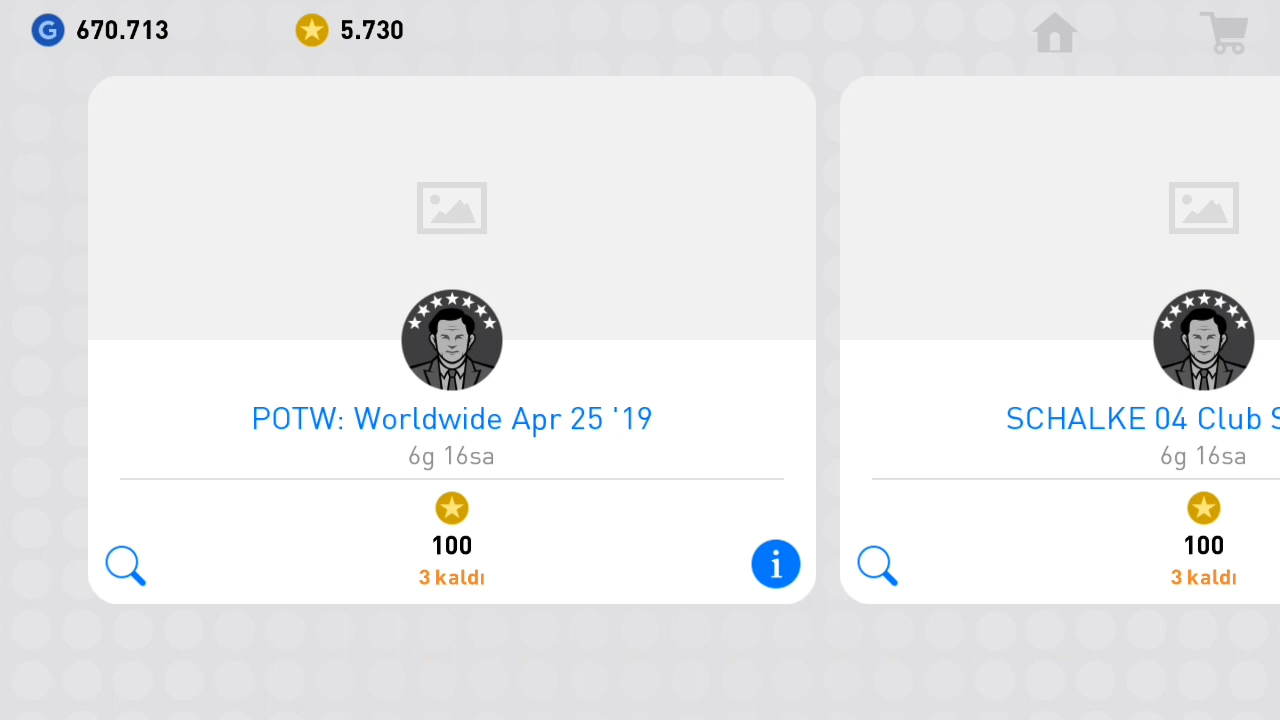 G 670.713
5.730
POTW: Worldwide Apr 25 '19
6g 16sa
100
3 kaldı
i
SCHALKE 04 Club
6g 16sa
100
3 kaldı